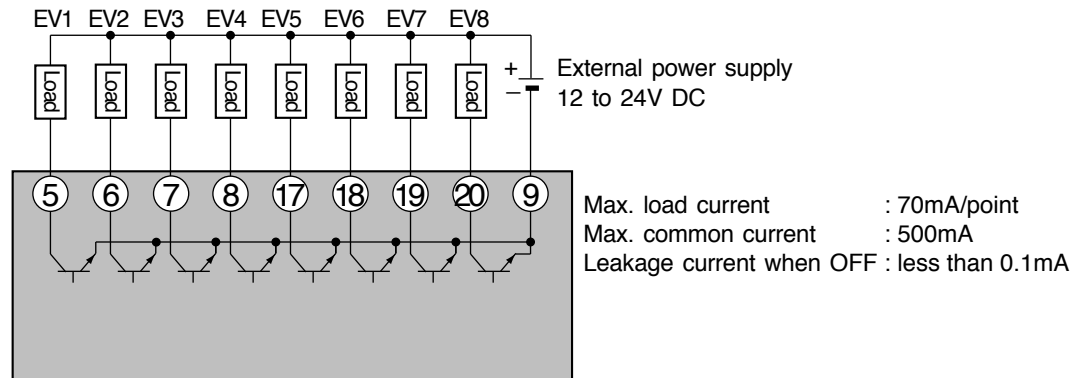 EV1 EV2 EV3 EV4 EV5 EV6 EV7 EV8
Load Load Load Load Load Load Load Load
+
−
External power supply
12 to 24V DC
5 6 7 8 17 18 19 20 9
Max. load current : 70mA/point
Max. common current : 500mA
Leakage current when OFF : less than 0.1mA